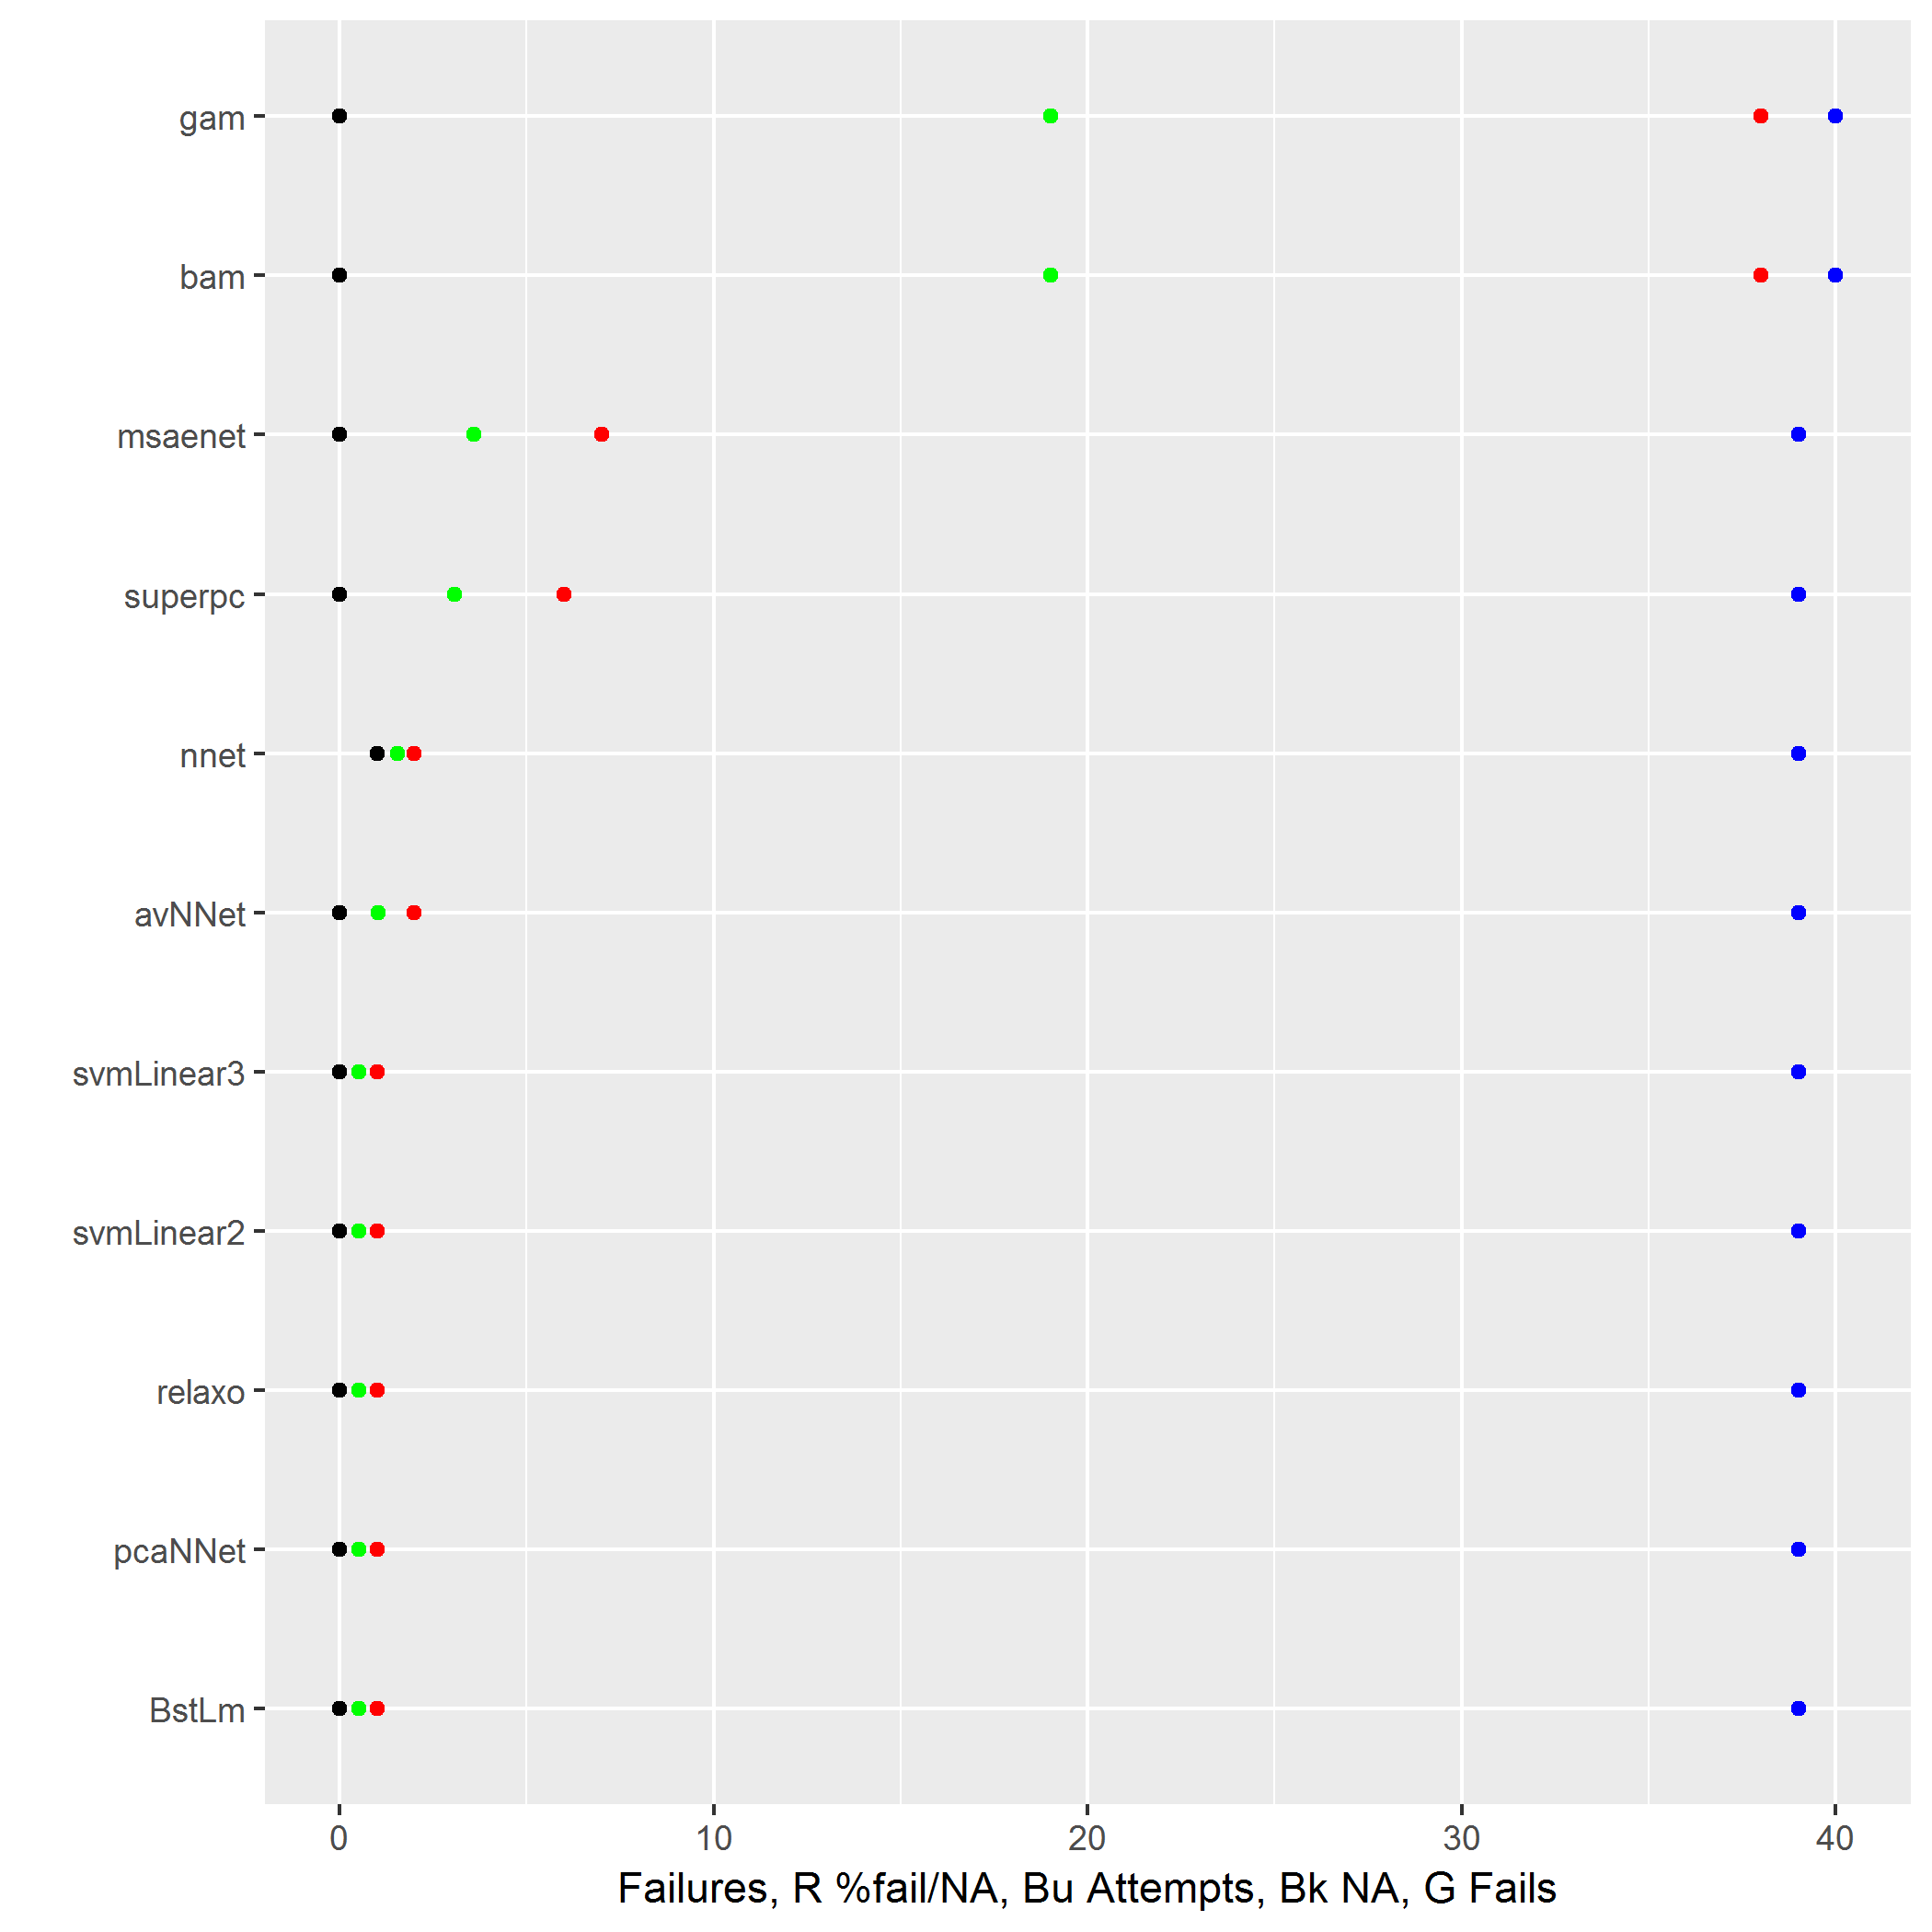 gam
bam
msaenet
superpc
nnet
avNNet
svmLinear3
svmLinear2
relaxo
pcaNNet
BstLm
0 10 20 30 40
Failures, R %fail/NA, Bu Attempts, Bk NA, G Fails